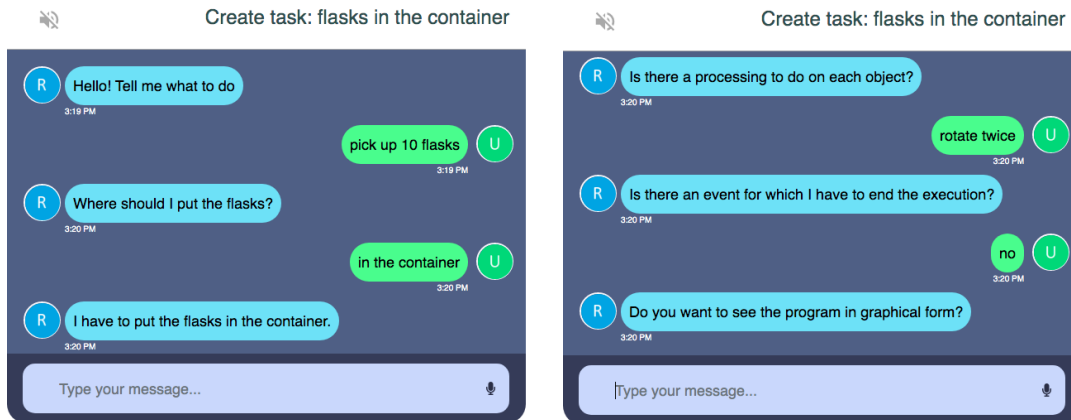 Create task: flasks in the container
R
Hello! Tell me what to do
3:19 PM
pick up 10 flasks
U
3:19 PM
R
Where should I put the flasks?
3:20 PM
in the container
U
3:20 PM
R
I have to put the flasks in the container.
3:20 PM
Type your message...
Create task: flasks in the container
R
Is there a processing to do on each object?
3:20 PM
rotate twice
U
3:20 PM
R
Is there an event for which I have to end the execution?
3:20 PM
no
U
3:20 PM
R
Do you want to see the program in graphical form?
3:20 PM
Type your message...